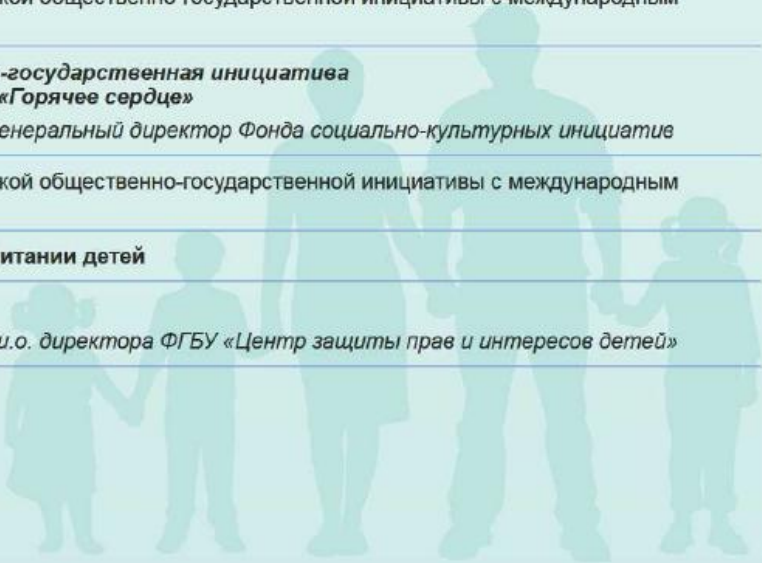 кой общественно-государственной инициативы с международным
-государственная инициатива
«Горячее сердце»
енеральный директор Фонда социально-культурных инициатив
кой общественно-государственной инициативы с международным
итании детей
и.о. директора ФГБУ «Центр защиты прав и интересов детей»